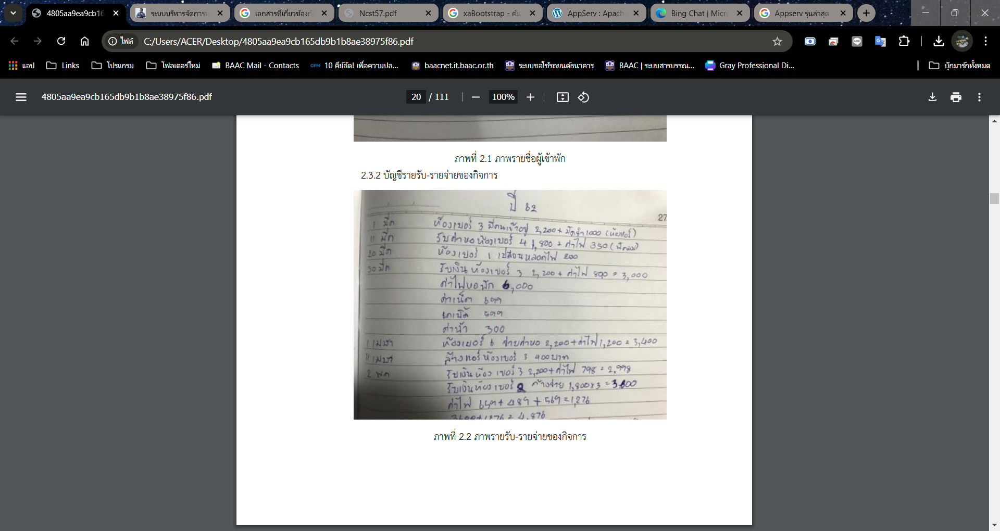 4805aa9ea9cb16
ระบบบริหารจัดการห
เอกสารที่เกี่ยวข้องก
Ncst57.pdf
xaBootstrap - ค้น
AppServ : Apach
Bing Chat | Micr
Appserv รุ่นล่าสุด
ไฟล์
C:/Users/ACER/Desktop/4805aa9ea9cb165db9b1b8ae38975f86.pdf
แอป
Links
โปรแกรม
โฟลเดอร์ใหม่
BAAC Mail - Contacts
OFM
10 คีย์ลัด! เพื่อความปล...
baacnet.it.baac.or.th
ระบบขอใช้รถยนต์ธนาคาร
BAAC | ระบบสารบรรณ...
Gray Professional Di...
บุ๊กมาร์กทั้งหมด
4805aa9ea9cb165db9b1b8ae38975f86.pdf
20 / 111
100%
ภาพที่ 2.1 ภาพรายชื่อผู้เข้าพัก
2.3.2 บัญชีรายรับ-รายจ่ายของกิจการ
ปี 62
27
1 มีค ห้องเบอร์ 3 มีคนเข้าอยู่ 2,200 + มัดจำ 1000 (ห้องแอร์)
11 มีค รับค่าหอห้องเบอร์ 4 1,800 + ค่าไฟ 350 (พัดลม)
20 มีค ห้องเบอร์ 1 เปลี่ยนหลอดไฟ 200
30 มีค รับเงินห้องเบอร์ 3 2,200 + ค่าไฟ 800 = 3,000
ค่าไฟหอพัก 6,000
ค่าเน็ต 699
เคเบิ้ล 599
ค่าน้ำ 300
1 เมษา ห้องเบอร์ 6 จ่ายค่าหอ 2,200+ค่าไฟ 1,200 = 3,400
11 เมษา ล้างแอร์ห้องเบอร์ 3 400 บาท
2 พค รับเงินห้องเบอร์ 3 2,200+ค่าไฟ 798 = 2,998
รับเงินห้องเบอร์ 2 ค้างจ่าย 1,800x3 = 3,600
ค่าไฟ 489 + 569 = 1,276
3600+1276 = 4,876
ภาพที่ 2.2 ภาพรายรับ-รายจ่ายของกิจการ